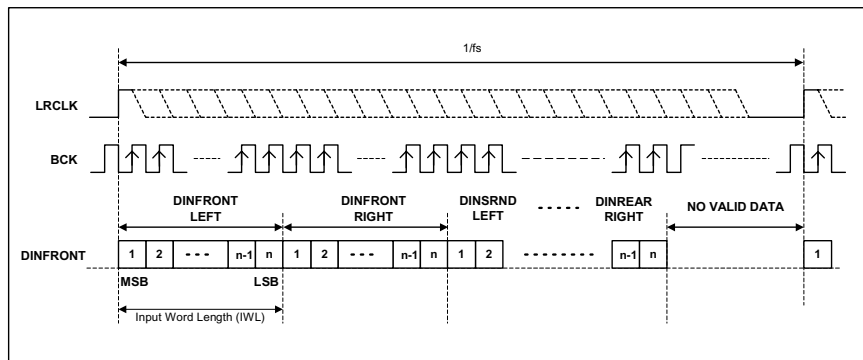 1/fs
LRCLK
BCK
DINFRONT LEFT
DINFRONT RIGHT
DINSRND LEFT
DINREAR RIGHT
NO VALID DATA
DINFRONT
1 2 n-1 n 1 2 n-1 n 1 2 n-1 n 1
MSB LSB
Input Word Length (IWL)